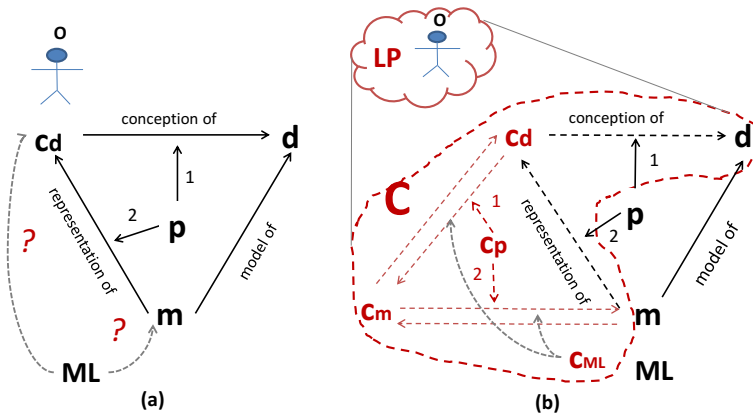 O
cd
conception of
d
1
2
p
representation of
model of
?
?
m
ML
(a)
LP
O
cd
conception of
d
1
C
1
p
2
cp
2
representation of
model of
cm
m
cML
ML
(b)